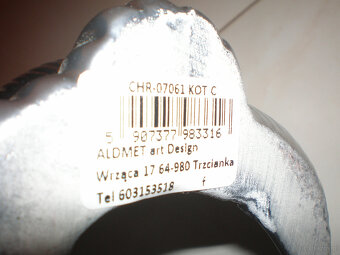 CHR-07061 KOT C
5 907377 983316
ALDMET art Design
Wrząca 17 64-980 Trzcianka
Tel 603153518 f